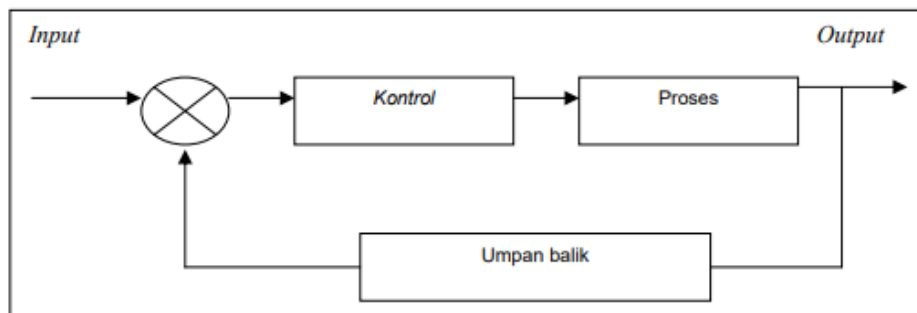 Input
Output
Kontrol
Proses
Umpan balik